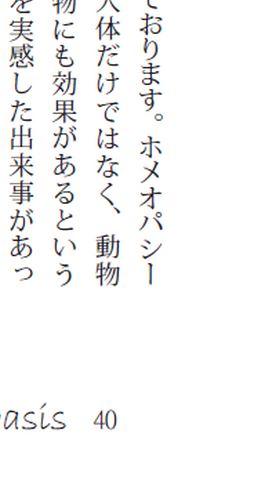 ております。ホメオパシー
人体だけではなく、動物
物にも効果があるという
を実感した出来事があっ
oasis 40